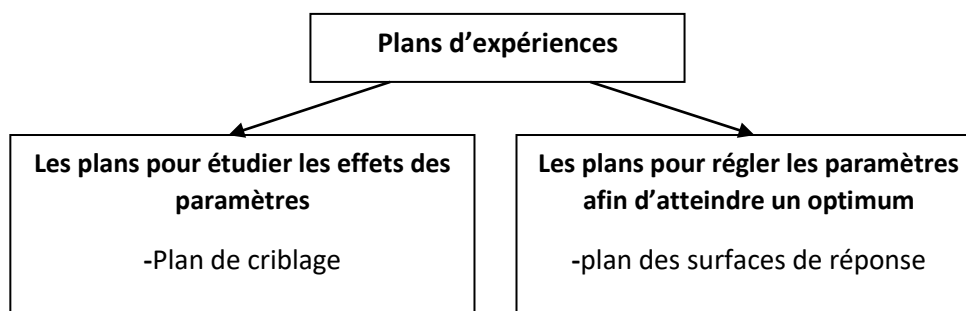 Plans d’expériences
Les plans pour étudier les effets des
paramètres
-Plan de criblage
Les plans pour régler les paramètres
afin d’atteindre un optimum
-plan des surfaces de réponse